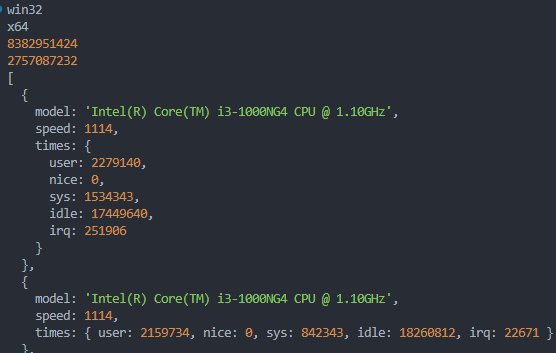 win32
x64
8382951424
2757087232
[
  {
    model: 'Intel(R) Core(TM) i3-1000NG4 CPU @ 1.10GHz',
    speed: 1114,
    times: {
      user: 2279140,
      nice: 0,
      sys: 1534343,
      idle: 17449640,
      irq: 251906
    }
  },
  {
    model: 'Intel(R) Core(TM) i3-1000NG4 CPU @ 1.10GHz',
    speed: 1114,
    times: { user: 2159734, nice: 0, sys: 842343, idle: 18260812, irq: 22671 }
  },